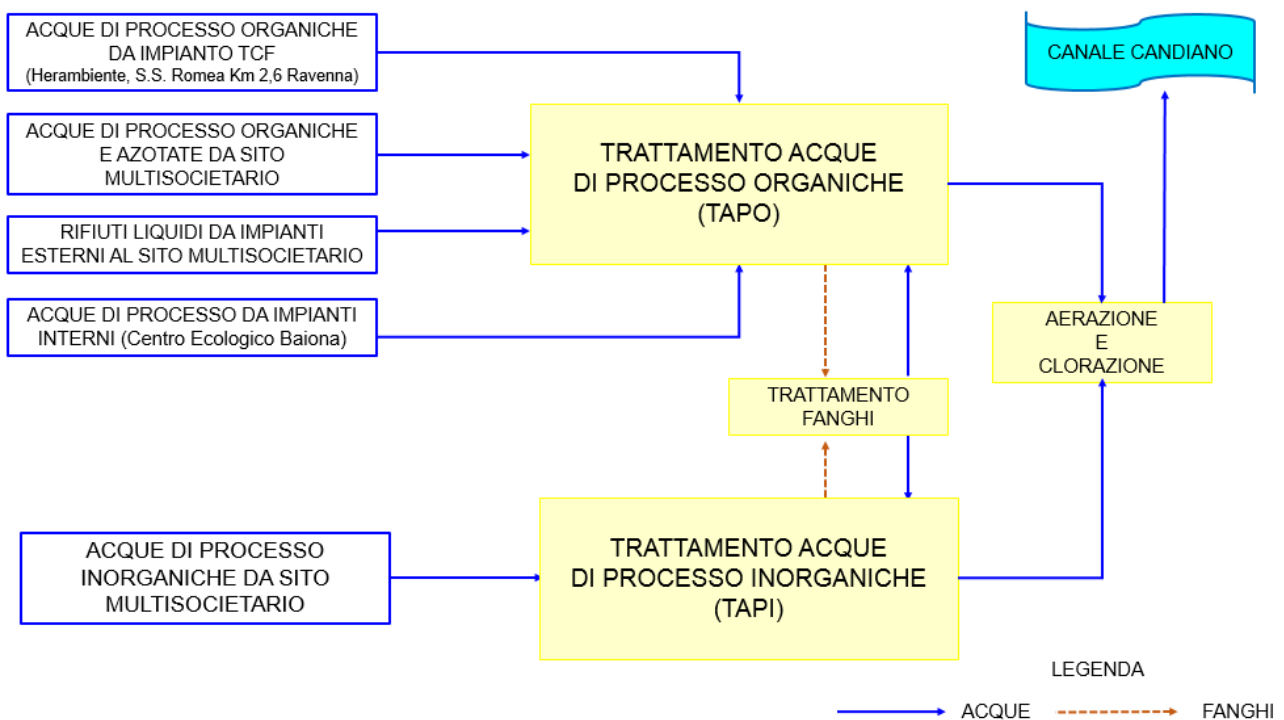 ACQUE DI PROCESSO ORGANICHE
DA IMPIANTO TCF
(Herambiente, S.S. Romea Km 2,6 Ravenna)
ACQUE DI PROCESSO ORGANICHE
E AZOTATE DA SITO
MULTISOCIETARIO
RIFIUTI LIQUIDI DA IMPIANTI
ESTERNI AL SITO MULTISOCIETARIO
ACQUE DI PROCESSO DA IMPIANTI
INTERNI (Centro Ecologico Baiona)
TRATTAMENTO ACQUE
DI PROCESSO ORGANICHE
(TAPO)
CANALE CANDIANO
AERAZIONE
E
CLORAZIONE
TRATTAMENTO
FANGHI
ACQUE DI PROCESSO
INORGANICHE DA SITO
MULTISOCIETARIO
TRATTAMENTO ACQUE
DI PROCESSO INORGANICHE
(TAPI)
LEGENDA
ACQUE
FANGHI